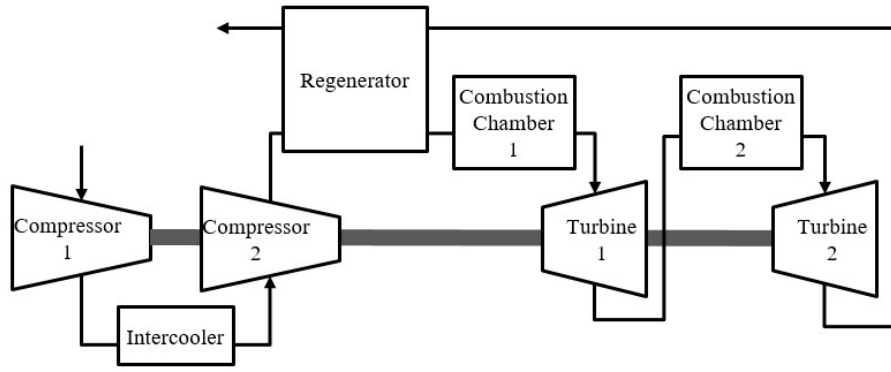 Regenerator
Combustion
Chamber
1
Combustion
Chamber
2
Compressor
1
Compressor
2
Turbine
1
Turbine
2
Intercooler